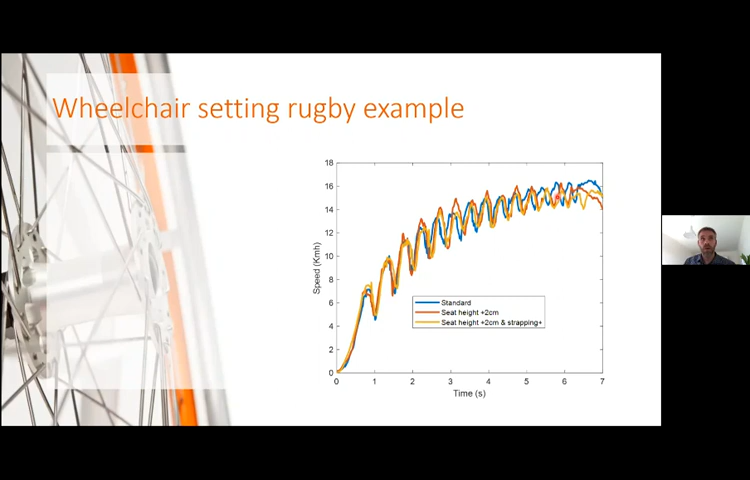 Wheelchair setting rugby example
18
16
14
12
10
8
6
4
2
0
Speed (Kmh)
Standard
Seat height +2cm
Seat height +2cm & strapping+
0 1 2 3 4 5 6 7
Time (s)